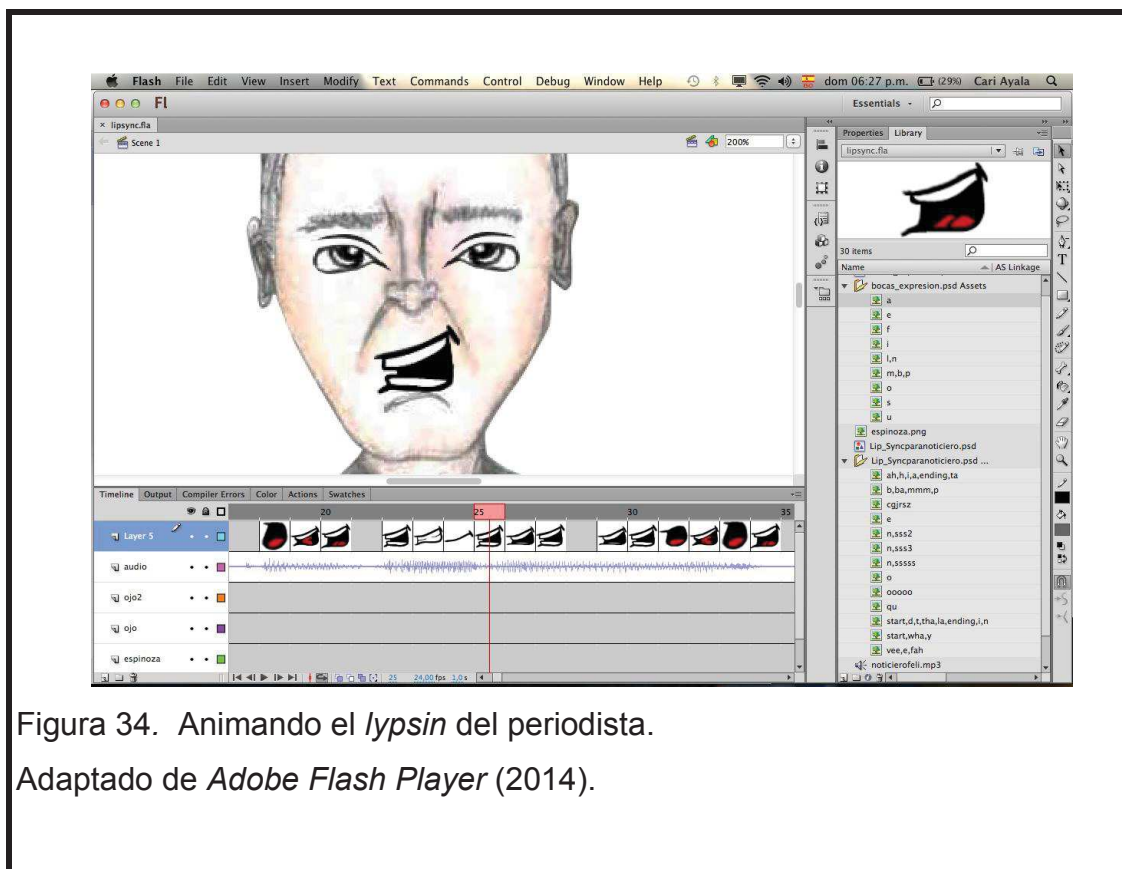 Flash File Edit View Insert Modify Text Commands Control Debug Window Help dom 06:27 p.m. (29%) Cari Ayala
Fl Essentials
lipsync.fla
Scene 1 200%
Properties Library
lipsync.fla
30 items
Name AS Linkage
bocas_expresion.psd Assets
a
e
f
i
l,n
m,b,p
o
s
u
espinoza.png
Lip_Syncparanoticiero.psd
Lip_Syncparanoticiero.psd ...
ah,h,i,a,ending,ta
b,ba,mmm,p
cgjrsz
e
n,sss2
n,sss3
n,sssss
o
ooooo
qu
start,d,t,tha,la,ending,i,n
start,wha,y
vee,e,fah
noticierofeli.mp3
Timeline Output Compiler Errors Color Actions Swatches
20 25 30 35
Layer 5
audio
ojo2
ojo
espinoza
25 24,00 fps 1,0 s
Figura 34. Animando el lypsin del periodista.
Adaptado de Adobe Flash Player (2014).